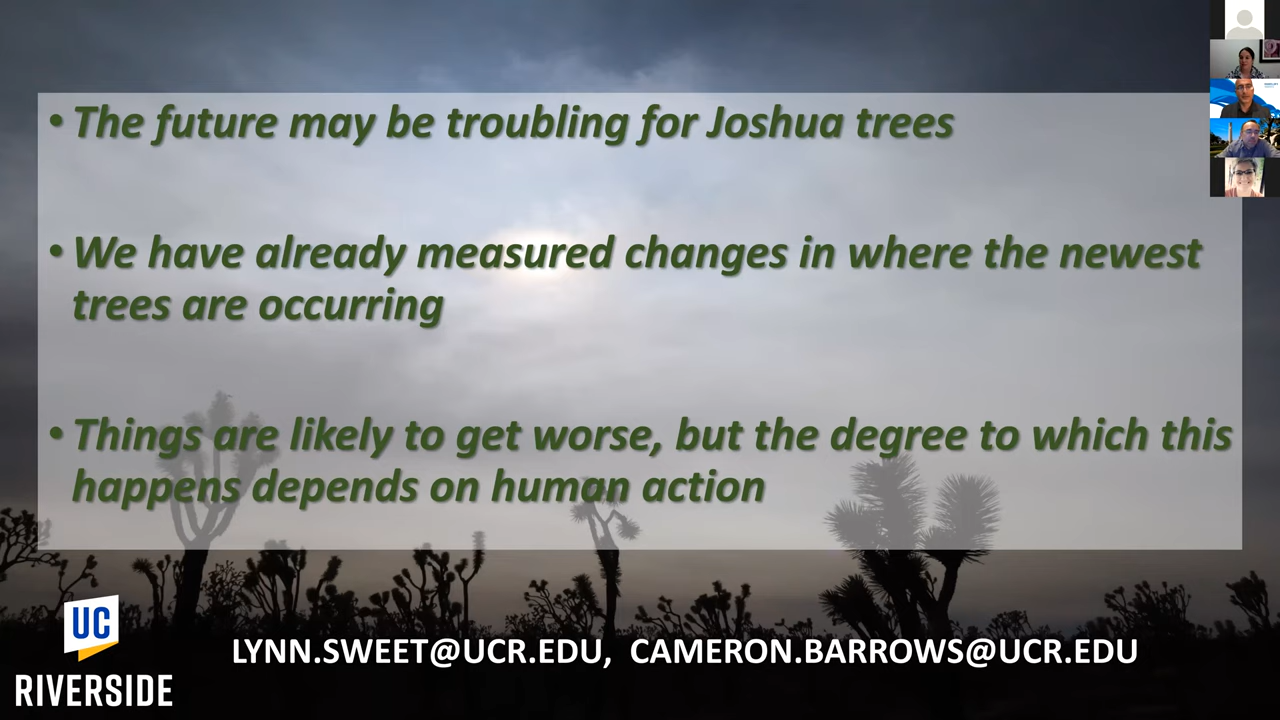 • The future may be troubling for Joshua trees
• We have already measured changes in where the newest
trees are occurring
• Things are likely to get worse, but the degree to which this
happens depends on human action
UC
RIVERSIDE
LYNN.SWEET@UCR.EDU, CAMERON.BARROWS@UCR.EDU